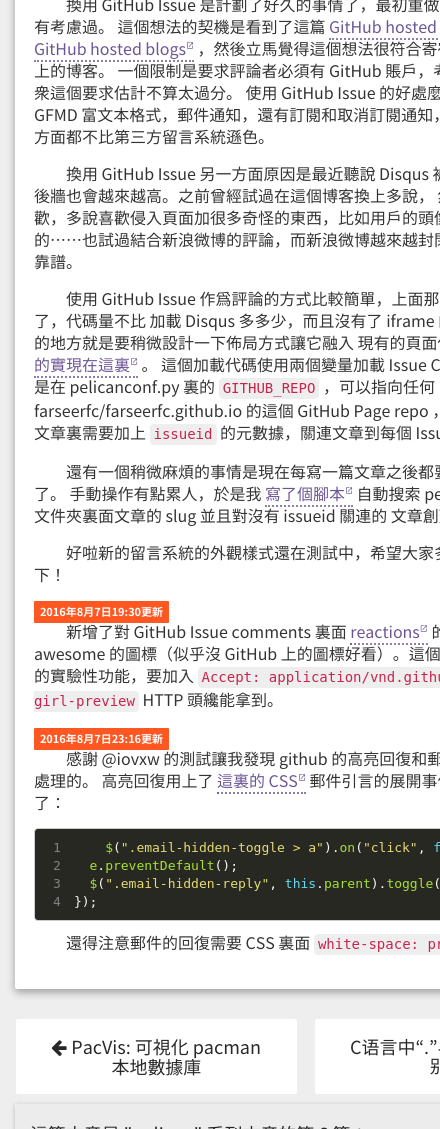 換用 GitHub Issue 是計劃了好久的事情了，最初重做
有考慮過。 這個想法的契機是看到了這篇 GitHub hosted
GitHub hosted blogs ，然後立馬覺得這個想法很符合寄
上的博客。 一個限制是要求評論者必須有 GitHub 賬戶，考
衆這個要求估計不算太過分。 使用 GitHub Issue 的好處麼
GFMD 富文本格式，郵件通知，還有訂閱和取消訂閱通知，
方面都不比第三方留言系統遜色。
換用 GitHub Issue 另一方面原因是最近聽說 Disqus 被
後牆也會越來越高。之前曾經試過在這個博客換上多說，
歡，多說喜歡侵入頁面加很多奇怪的東西，比如用戶的頭像
的……也試過結合新浪微博的評論，而新浪微博越來越封閉
靠譜。
使用 GitHub Issue 作爲評論的方式比較簡單，上面那
了，代碼量不比 加載 Disqus 多多少，而且沒有了 iframe
的地方就是要稍微設計一下佈局方式讓它融入 現有的頁面佈
的實現在這裏 。 這個加載代碼使用兩個變量加載 Issue C
是在 pelicanconf.py 裏的 GITHUB_REPO ，可以指向任何
farseerfc/farseerfc.github.io 的這個 GitHub Page repo ，
文章裏需要加上 issueid 的元數據，關連文章到每個 Issu
還有一個稍微麻煩的事情是現在每寫一篇文章之後都要
了。 手動操作有點累人，於是我 寫了個腳本 自動搜索 pe
文件夾裏面文章的 slug 並且對沒有 issueid 關連的 文章創
好啦新的留言系統的外觀樣式還在測試中，希望大家多
下！
2016年8月7日19:30更新
新增了對 GitHub Issue comments 裏面 reactions 的
awesome 的圖標（似乎沒 GitHub 上的圖標好看）。這個
的實驗性功能，要加入 Accept: application/vnd.githu
girl-preview HTTP 頭纔能拿到。
2016年8月7日23:16更新
感謝 @iovxw 的測試讓我發現 github 的高亮回復和郵
處理的。 高亮回復用上了 這裏的 CSS 郵件引言的展開事件
了：
1 $(".email-hidden-toggle > a").on("click", f
2 e.preventDefault();
3 $(".email-hidden-reply", this.parent).toggle(
4 });
還得注意郵件的回復需要 CSS 裏面 white-space: pr
PacVis: 可視化 pacman
本地數據庫
C语言中“.”
别